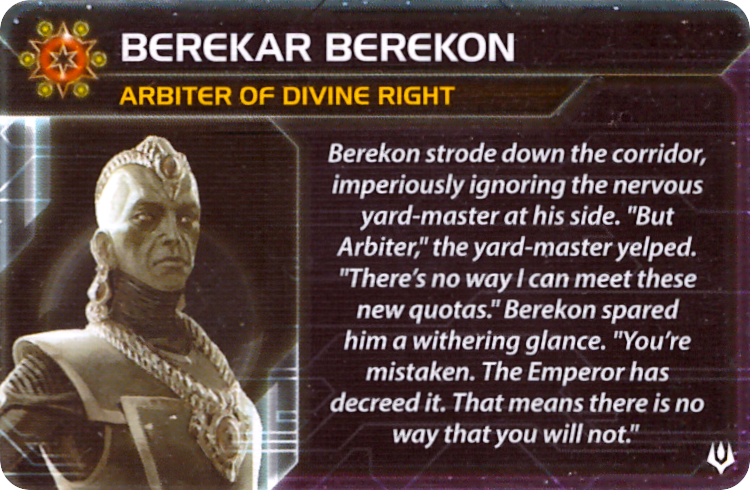 BEREKAR BEREKON
ARBITER OF DIVINE RIGHT
Berekon strode down the corridor,
imperiously ignoring the nervous
yard-master at his side. "But
Arbiter," the yard-master yelped.
"There's no way I can meet these
new quotas." Berekon spared
him a withering glance. "You're
mistaken. The Emperor has
decreed it. That means there is no
way that you will not."